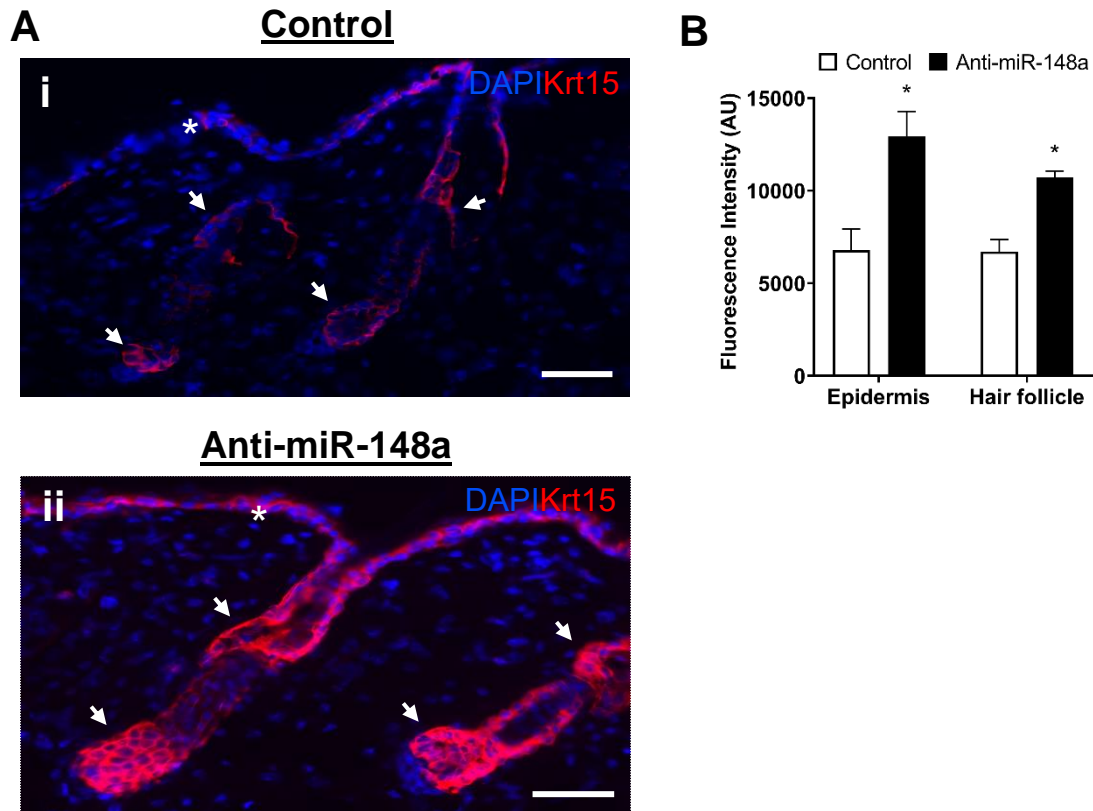 A
Control
i
DAPIKrt15
*
Anti-miR-148a
ii
DAPIKrt15
*
B
Control Anti-miR-148a
Fluorescence Intensity (AU)
15000
10000
5000
0
*
*
Epidermis Hair follicle